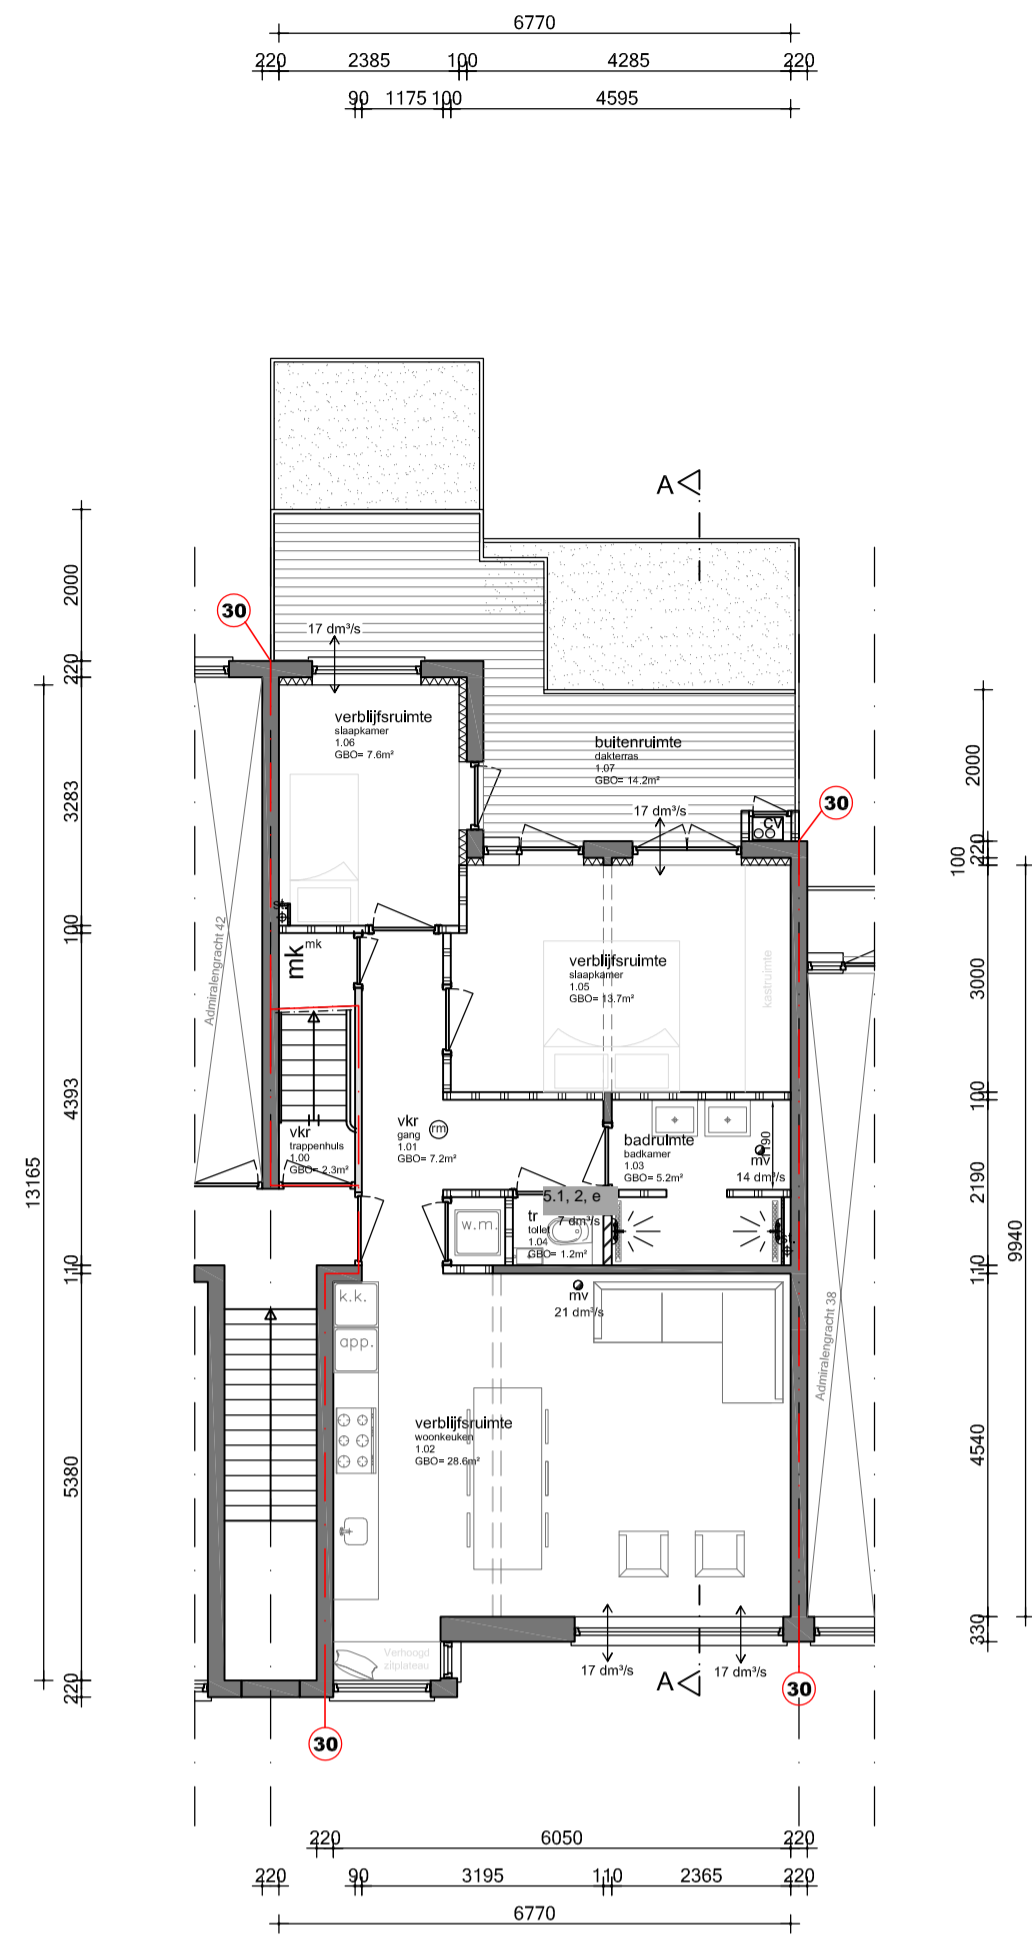 6770
220 2385 100 4285 220
90 1175 100 4595
A
30
17 dm³/s
verblijfsruimte
slaapkamer
1.06
GBO= 7.6m²
buitenruimte
dakterras
1.07
GBO= 14.2m²
17 dm³/s
30
cv
st.
mk mk
verblijfsruimte
slaapkamer
1.05
GBO= 13.7m²
kastruimte
Admiralengracht 42
vkr
trappenhuis
1.00
GBO= 2.3m²
vkr
gang
1.01
GBO= 7.2m²
rm
badruimte
badkamer
1.03
GBO= 5.2m²
1190
mv
14 dm³/s
5.1, 2, e
w.m.
tr
toilet
1.04
GBO= 1.2m²
7 dm³/s
st.
k.k.
app.
mv
21 dm³/s
Admiralengracht 38
verblijfsruimte
woonkeuken
1.02
GBO= 28.6m²
Verhoogd
zitplateau
17 dm³/s
17 dm³/s
A
30
30
2000
220
3283
100
4393
110
5380
220
13165
2000
220
100
3000
100
2190
110
4540
330
9940
220 6050 220
220 90 3195 110 2365 220
6770